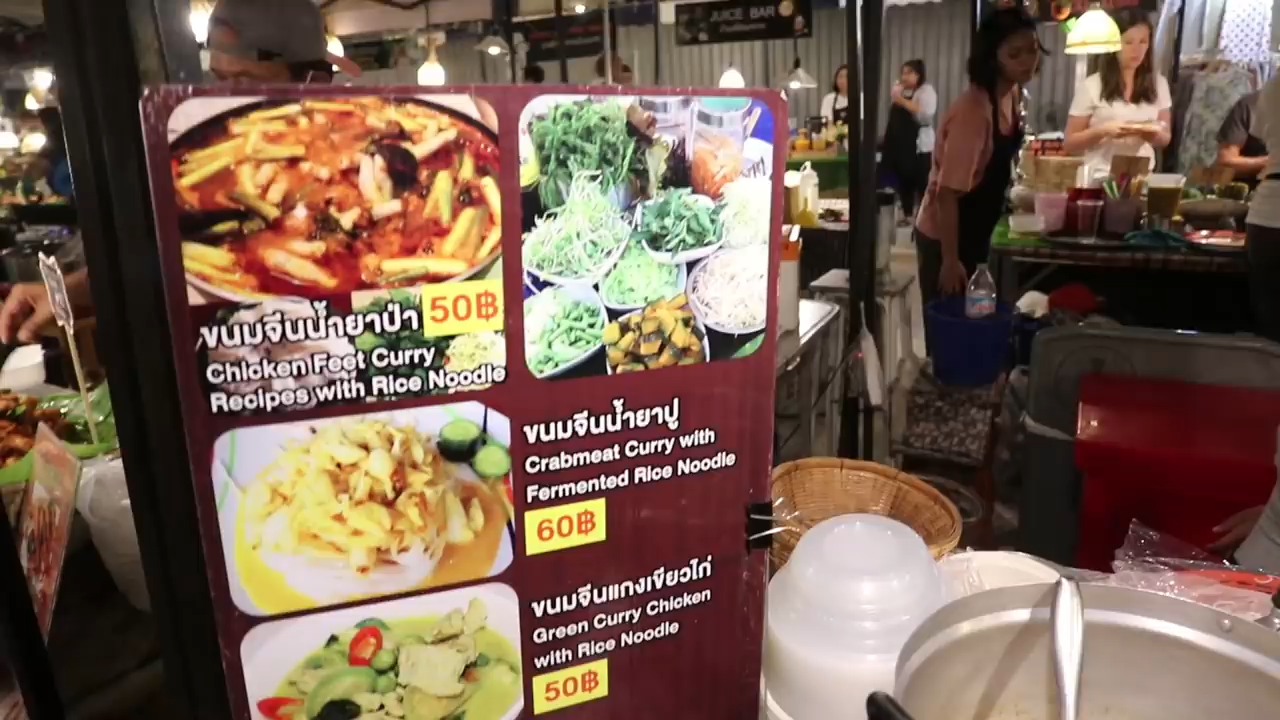 JUICE BAR
ขนมจีนน้ำยาป่า 50฿
Chicken Feet Curry
Recipes with Rice Noodle
ขนมจีนน้ำยาปู
Crabmeat Curry with
Fermented Rice Noodle
60฿
ขนมจีนแกงเขียวไก่
Green Curry Chicken
with Rice Noodle
50฿